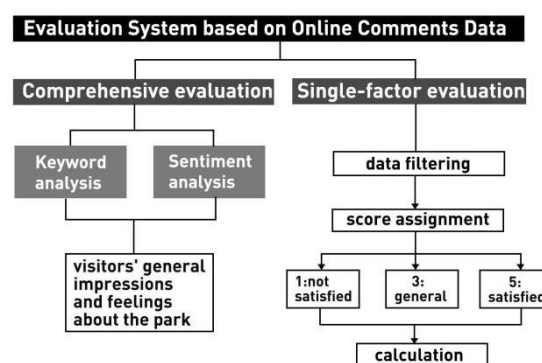 Evaluation System based on Online Comments Data
Comprehensive evaluation
Single-factor evaluation
Keyword
analysis
Sentiment
analysis
visitors' general
impressions
and feelings
about the park
data filtering
score assignment
1:not
satisfied
3:
general
5:
satisfied
calculation